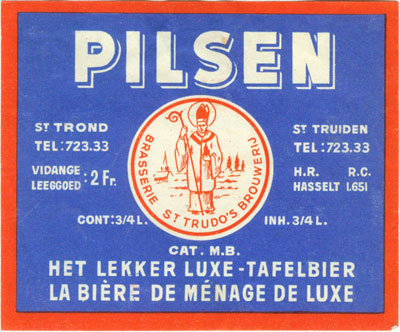 PILSEN
ST TROND
TEL: 723.33
VIDANGE
LEEGGOED : 2 Fr.
CONT: 3/4 L.
BRASSERIE ST TRUDO'S BROUWERIJ
ST TRUIDEN
TEL: 723.33
H.R. R.C.
HASSELT 1.651
INH. 3/4 L.
CAT. M.B.
HET LEKKER LUXE-TAFELBIER
LA BIÈRE DE MÉNAGE DE LUXE